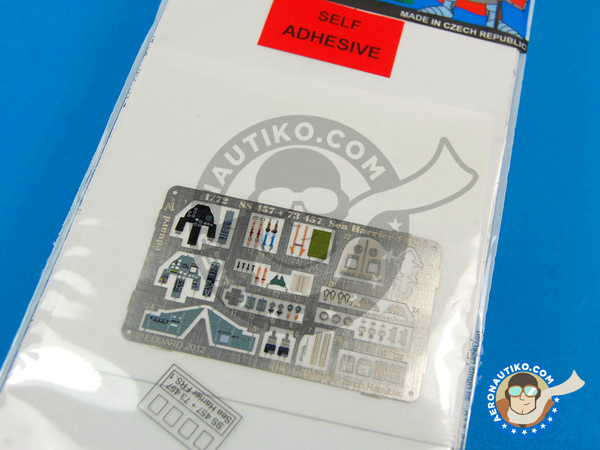 SELF
ADHESIVE
MADE IN CZECH REPUBLIC
AERONAUTIKO.COM
1/72 SS 457 + 73 457 Sea Harrier
eduard
EDUARD 2012
SS 457 + 73 457
Sea Harrier FRS 1
AERONAUTIKO.COM